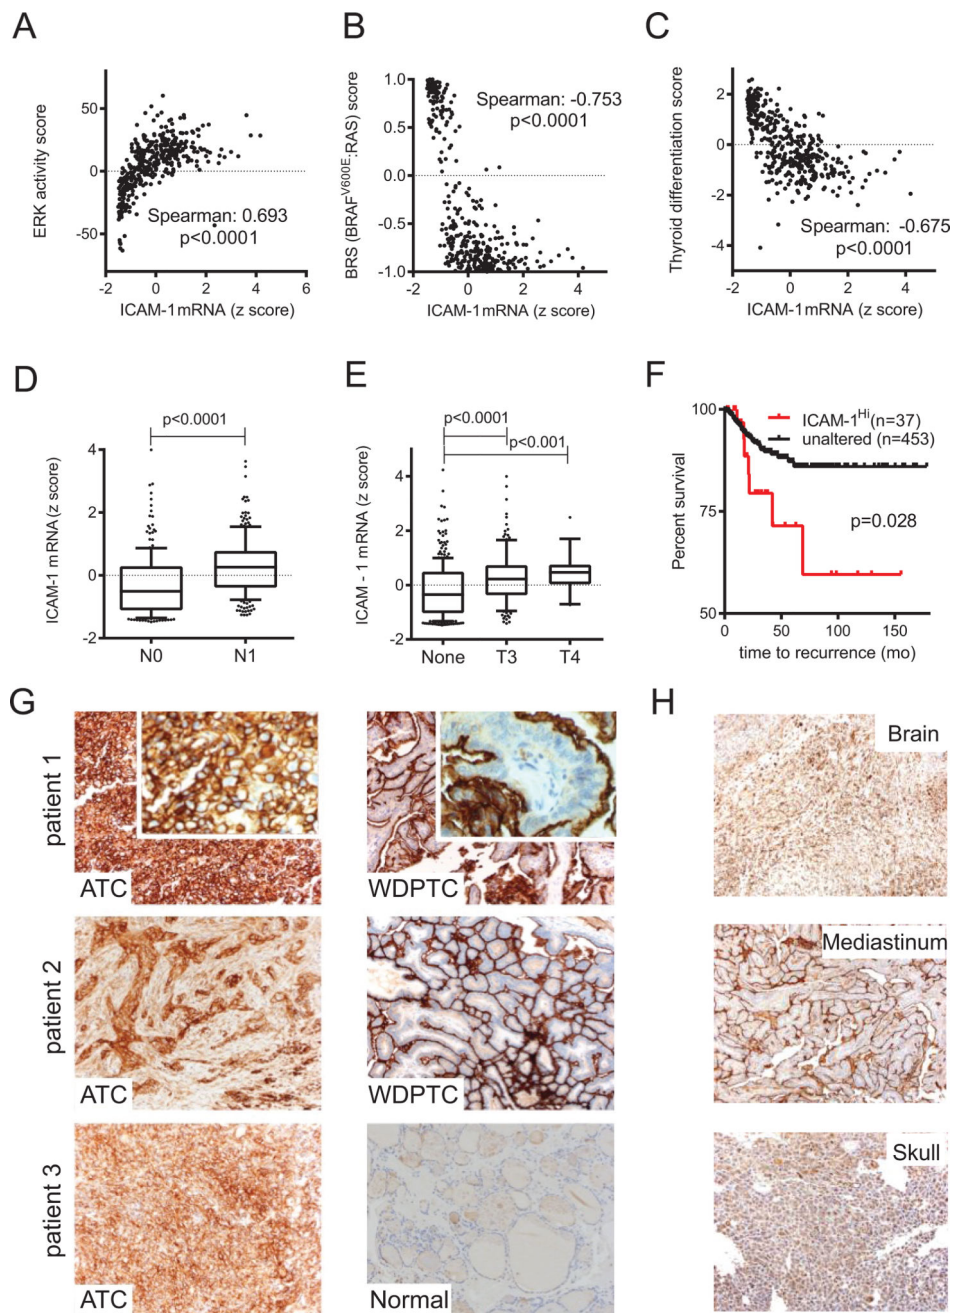 A
ERK activity score
50
0
-50
Spearman: 0.693
p<0.0001
-2
0
2
4
6
ICAM-1mRNA (z score)
B
BRS (BRAFV600E:RAS) score
1.0
0.5
0.0
-0.5
-1.0
Spearman: -0.753
p<0.0001
-2
0
2
4
ICAM-1mRNA (z score)
C
Thyroid differentiation score
2
0
-2
-4
Spearman: -0.675
p<0.0001
-2
0
2
4
6
ICAM-1mRNA (z score)
D
ICAM-1 mRNA(z score)
4
2
0
-2
p<0.0001
N0
N1
E
ICAM - 1 mRNA (z score)
4
2
0
-2
p<0.0001
p<0.001
None
T3
T4
F
Percent survival
100
75
50
ICAM-1Hi(n=37)
unaltered (n=453)
p=0.028
0
50
100
150
time to recurrence (mo)
G
patient 1
ATC
WDPTC
patient 2
ATC
WDPTC
patient 3
ATC
Normal
H
Brain
Mediastinum
Skull